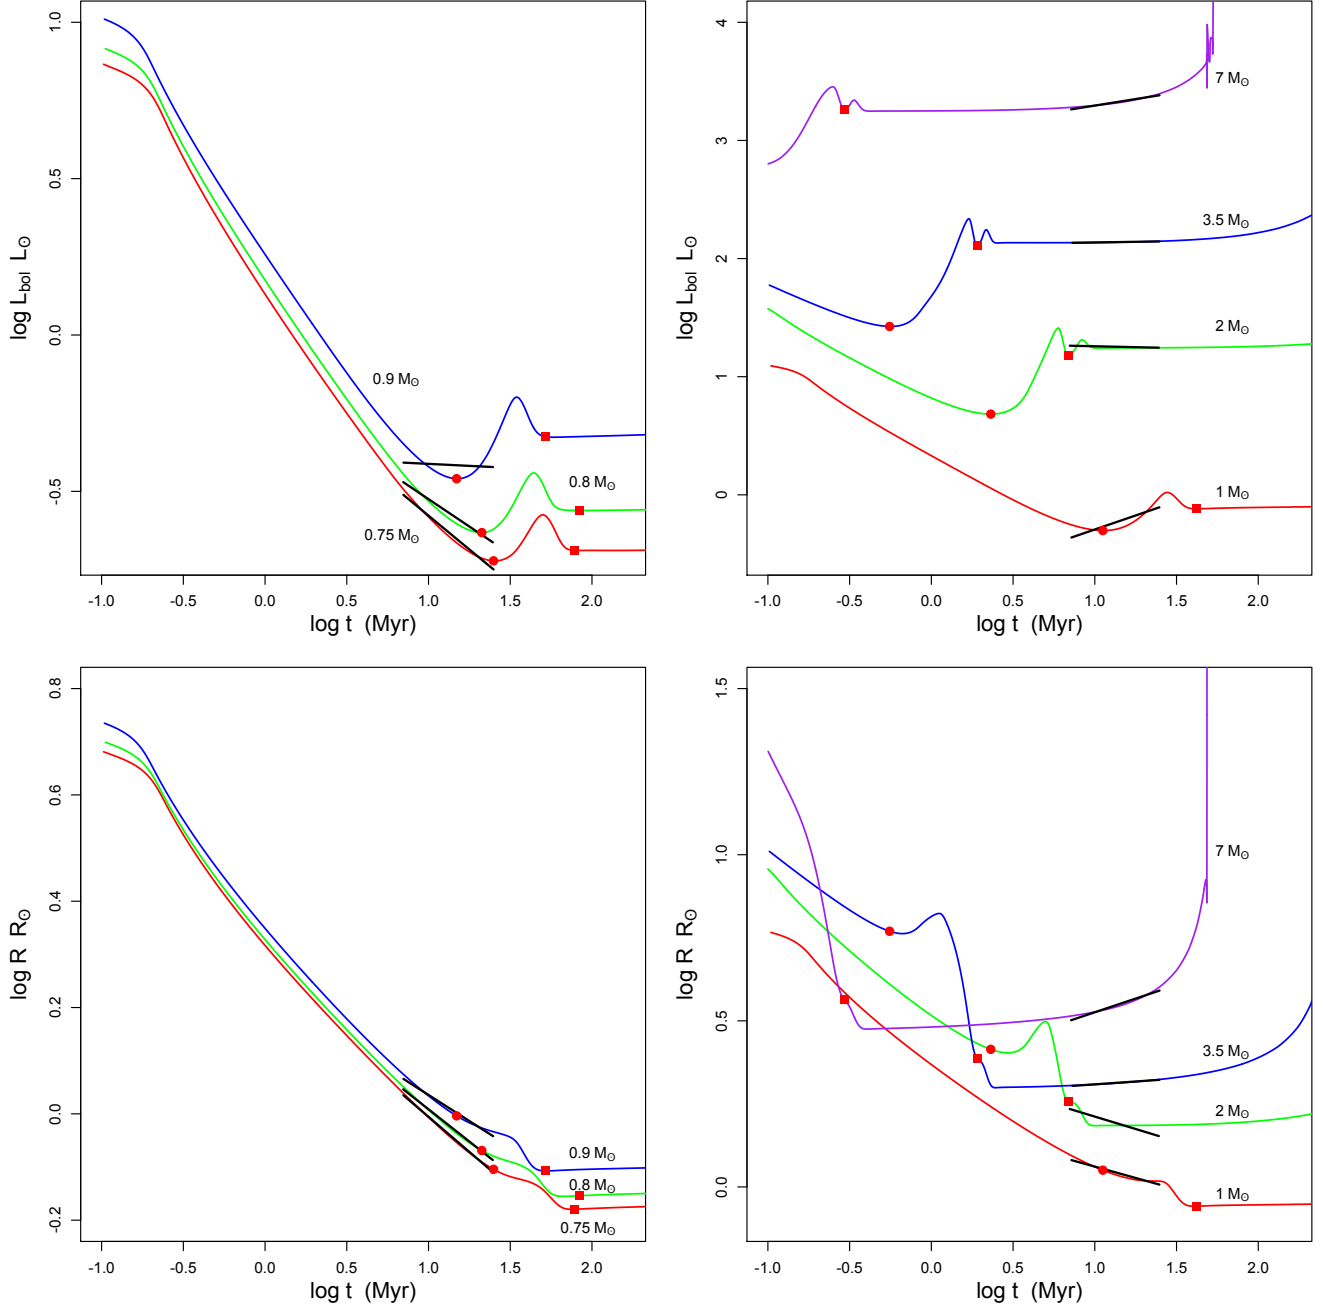 1.0
0.5
0.0
-0.5
log L_bol L_⊙
0.9 M_⊙
0.8 M_⊙
0.75 M_⊙
-1.0 -0.5 0.0 0.5 1.0 1.5 2.0
log t (Myr)
4
3
2
1
0
log L_bol L_⊙
7 M_⊙
3.5 M_⊙
2 M_⊙
1 M_⊙
-1.0 -0.5 0.0 0.5 1.0 1.5 2.0
log t (Myr)
0.8
0.6
0.4
0.2
0.0
-0.2
log R R_⊙
0.9 M_⊙
0.8 M_⊙
0.75 M_⊙
-1.0 -0.5 0.0 0.5 1.0 1.5 2.0
log t (Myr)
1.5
1.0
0.5
0.0
log R R_⊙
7 M_⊙
3.5 M_⊙
2 M_⊙
1 M_⊙
-1.0 -0.5 0.0 0.5 1.0 1.5 2.0
log t (Myr)